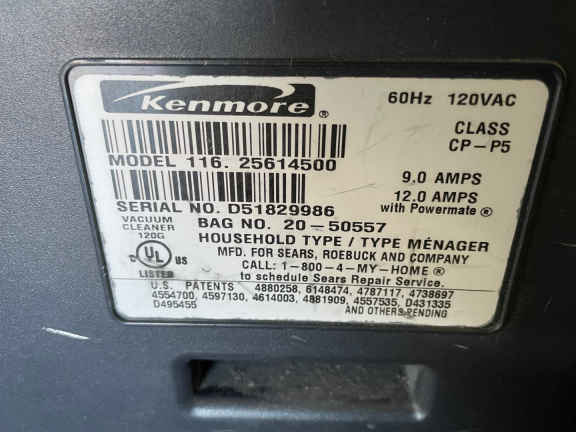 Kenmore ®
60Hz 120VAC
CLASS
CP-P5
MODEL 116. 25614500
9.0 AMPS
12.0 AMPS
with Powermate ®
SERIAL NO. D51829986
BAG NO. 20-50557
VACUUM
CLEANER
120G
HOUSEHOLD TYPE / TYPE MÉNAGER
MFD. FOR SEARS, ROEBUCK AND COMPANY
CALL: 1-800-4-MY-HOME ®
to schedule Sears Repair Service.
UL ® US
LISTED
U.S. PATENTS 4880258, 6148474, 4787117, 4738697
4554700, 4597130, 4614003, 4881909, 4557535, D431335
D495455 AND OTHERS PENDING